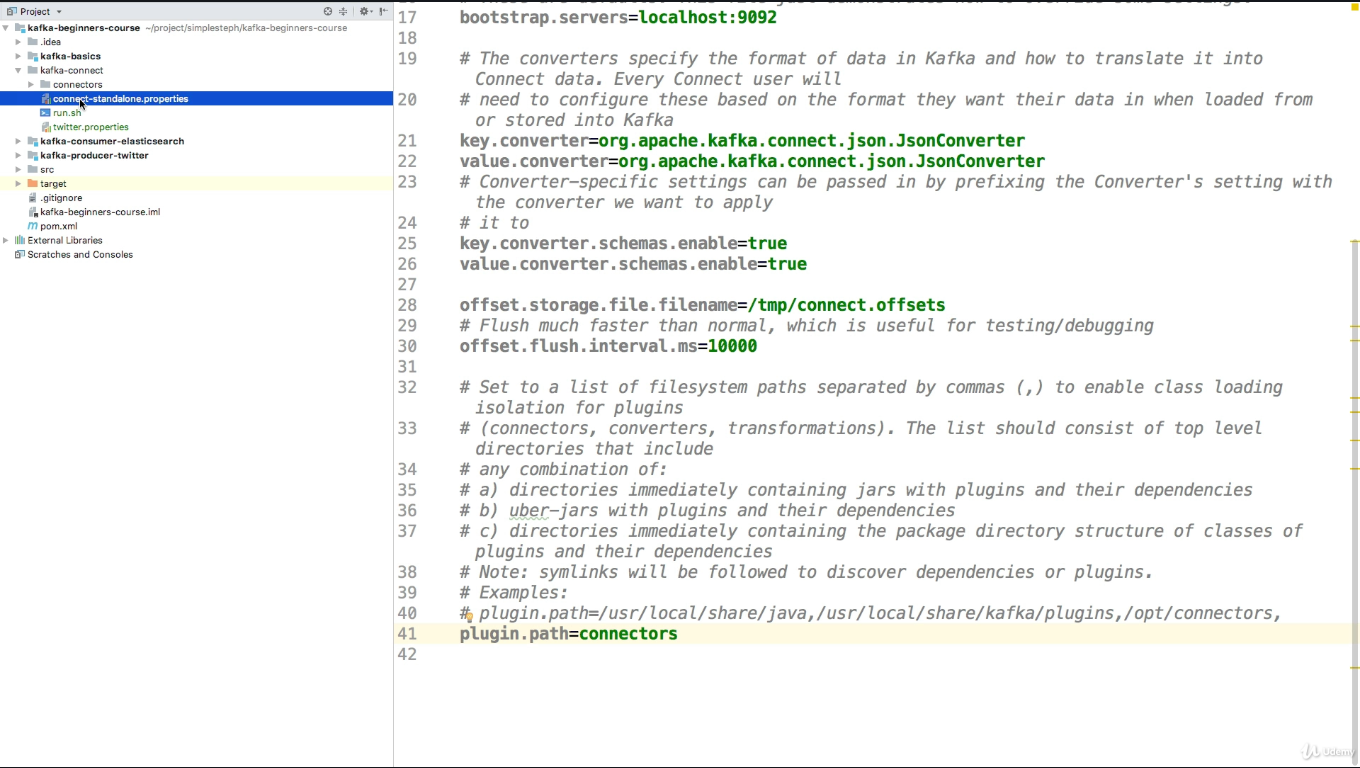 Project
kafka-beginners-course ~/project/simplesteph/kafka-beginners-course
.idea
kafka-basics
kafka-connect
connectors
connect-standalone.properties
run.sh
twitter.properties
kafka-consumer-elasticsearch
kafka-producer-twitter
src
target
.gitignore
kafka-beginners-course.iml
pom.xml
External Libraries
Scratches and Consoles
17 bootstrap.servers=localhost:9092
18
19 # The converters specify the format of data in Kafka and how to translate it into
Connect data. Every Connect user will
20 # need to configure these based on the format they want their data in when loaded from
or stored into Kafka
21 key.converter=org.apache.kafka.connect.json.JsonConverter
22 value.converter=org.apache.kafka.connect.json.JsonConverter
23 # Converter-specific settings can be passed in by prefixing the Converter's setting with
the converter we want to apply
24 # it to
25 key.converter.schemas.enable=true
26 value.converter.schemas.enable=true
27
28 offset.storage.file.filename=/tmp/connect.offsets
29 # Flush much faster than normal, which is useful for testing/debugging
30 offset.flush.interval.ms=10000
31
32 # Set to a list of filesystem paths separated by commas (,) to enable class loading
isolation for plugins
33 # (connectors, converters, transformations). The list should consist of top level
directories that include
34 # any combination of:
35 # a) directories immediately containing jars with plugins and their dependencies
36 # b) uber-jars with plugins and their dependencies
37 # c) directories immediately containing the package directory structure of classes of
plugins and their dependencies
38 # Note: symlinks will be followed to discover dependencies or plugins.
39 # Examples:
40 # plugin.path=/usr/local/share/java,/usr/local/share/kafka/plugins,/opt/connectors,
41 plugin.path=connectors
42
Udemy